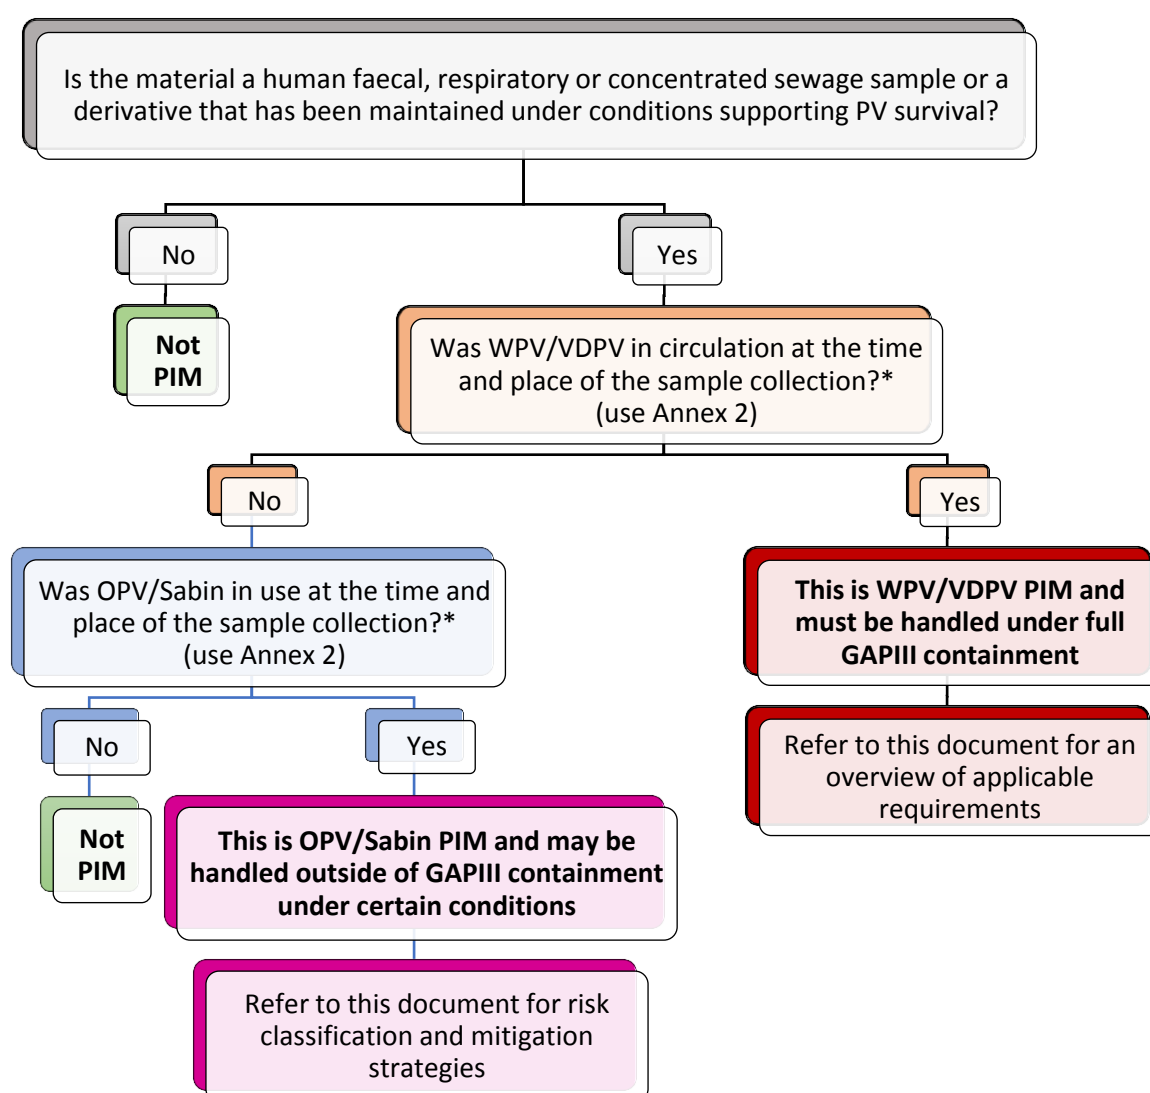 Is the material a human faecal, respiratory or concentrated sewage sample or a
derivative that has been maintained under conditions supporting PV survival?
No
Yes
Not
PIM
Was WPV/VDPV in circulation at the time
and place of the sample collection?*
(use Annex 2)
No
Yes
Was OPV/Sabin in use at the time and
place of the sample collection?*
(use Annex 2)
This is WPV/VDPV PIM and
must be handled under full
GAPIII containment
No
Yes
Refer to this document for an
overview of applicable
requirements
Not
PIM
This is OPV/Sabin PIM and may be
handled outside of GAPIII containment
under certain conditions
Refer to this document for risk
classification and mitigation
strategies